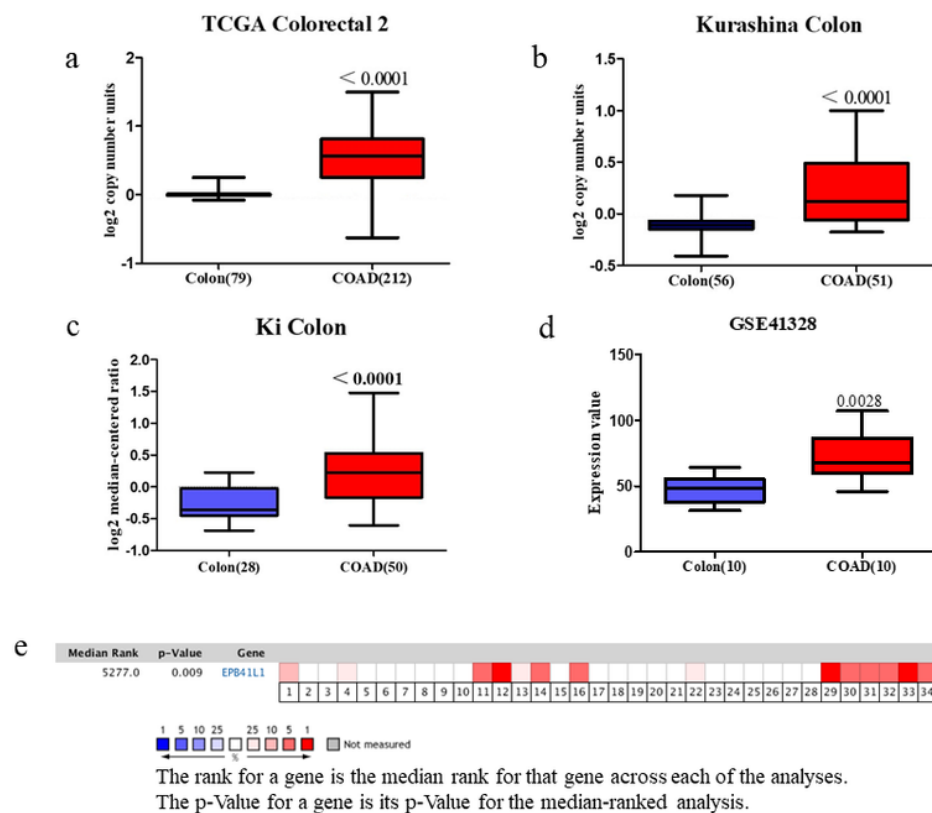 TCGA Colorectal 2
a
< 0.0001
log2 copy number units
2
1
0
-1
Colon(79)
COAD(212)
Kurashina Colon
b
< 0.0001
log2 copy number units
1.5
1.0
0.5
0.0
-0.5
Colon(56)
COAD(51)
Ki Colon
c
< 0.0001
log2 median-centered ratio
2.0
1.5
1.0
0.5
0.0
-0.5
-1.0
Colon(28)
COAD(50)
GSE41328
d
0.0028
Expression value
150
100
50
0
Colon(10)
COAD(10)
e
Median Rank p-Value Gene
5277.0 0.009 EPB41L1
1 2 3 4 5 6 7 8 9 10 11 12 13 14 15 16 17 18 19 20 21 22 23 24 25 26 27 28 29 30 31 32 33 34
1 5 10 25 25 10 5 1
Not measured
%
The rank for a gene is the median rank for that gene across each of the analyses.
The p-Value for a gene is its p-Value for the median-ranked analysis.